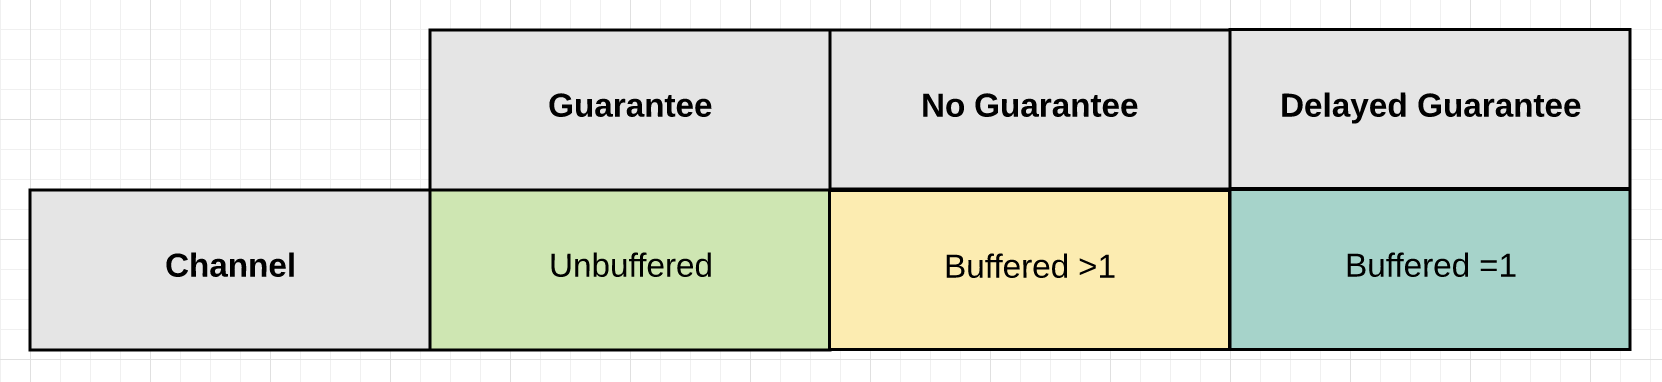 Guarantee
No Guarantee
Delayed Guarantee
Channel
Unbuffered
Buffered >1
Buffered =1